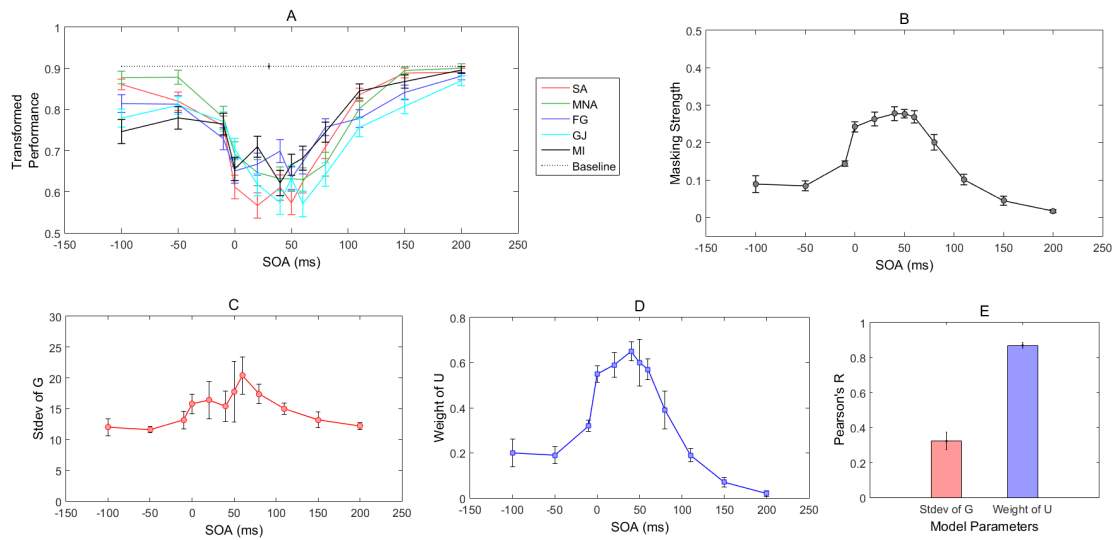 A
Transformed
Performance
1
0.9
0.8
0.7
0.6
0.5
-150
-100
-50
0
50
100
150
200
250
SOA (ms)
SA
MNA
FG
GJ
MI
Baseline
B
Masking Strength
0.5
0.4
0.3
0.2
0.1
0
-150
-100
-50
0
50
100
150
200
250
SOA (ms)
C
Stdev of G
30
25
20
15
10
5
0
-150
-100
-50
0
50
100
150
200
250
SOA (ms)
D
Weight of U
0.8
0.6
0.4
0.2
0
-150
-100
-50
0
50
100
150
200
250
SOA (ms)
E
Pearson's R
1
0.8
0.6
0.4
0.2
0
Stdev of G
Weight of U
Model Parameters